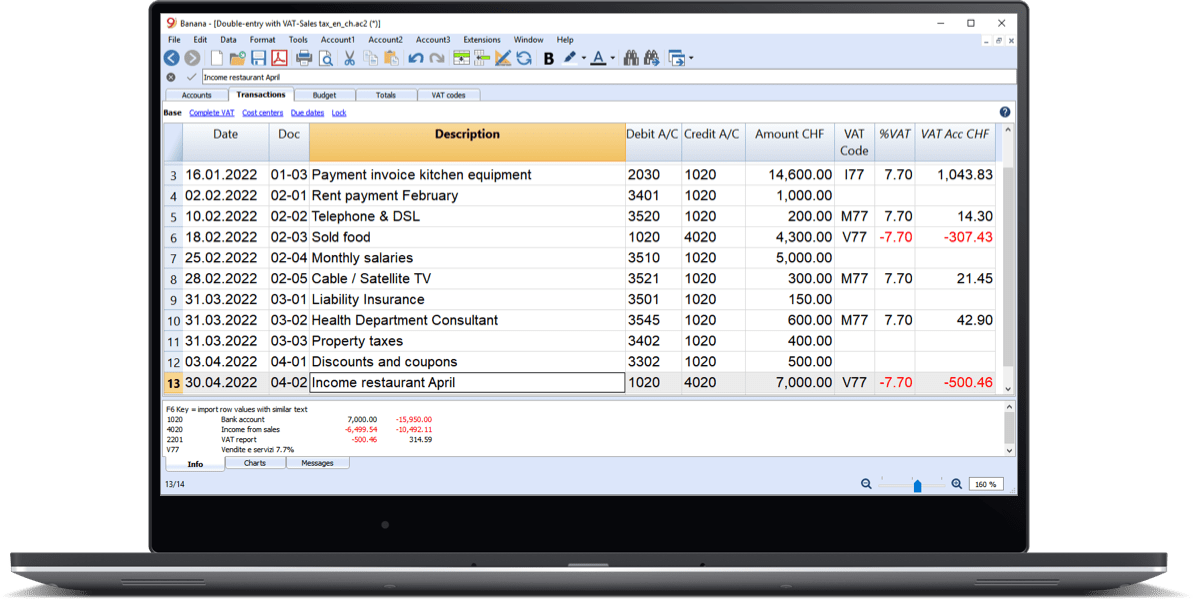 Banana - [Double-entry with VAT-Sales tax_en_ch.ac2 (*)]
File Edit Data Format Tools Account1 Account2 Account3 Extensions Window Help
B A
Income restaurant April
Accounts Transactions Budget Totals VAT codes
Base Complete VAT Cost centers Due dates Lock
Date Doc Description Debit A/C Credit A/C Amount CHF VAT Code %VAT VAT Acc CHF
3 16.01.2022 01-03 Payment invoice kitchen equipment 2030 1020 14,600.00 I77 7.70 1,043.83
4 02.02.2022 02-01 Rent payment February 3401 1020 1,000.00
5 10.02.2022 02-02 Telephone & DSL 3520 1020 200.00 M77 7.70 14.30
6 18.02.2022 02-03 Sold food 1020 4020 4,300.00 V77 -7.70 -307.43
7 25.02.2022 02-04 Monthly salaries 3510 1020 5,000.00
8 28.02.2022 02-05 Cable / Satellite TV 3521 1020 300.00 M77 7.70 21.45
9 31.03.2022 03-01 Liability Insurance 3501 1020 150.00
10 31.03.2022 03-02 Health Department Consultant 3545 1020 600.00 M77 7.70 42.90
11 31.03.2022 03-03 Property taxes 3402 1020 400.00
12 03.04.2022 04-01 Discounts and coupons 3302 1020 500.00
13 30.04.2022 04-02 Income restaurant April 1020 4020 7,000.00 V77 -7.70 -500.46
F6 Key = import row values with similar text
1020 Bank account 7,000.00 -15,950.00
4020 Income from sales -6,499.54 -10,492.11
2201 VAT report -500.46 314.59
V77 Vendite e servizi 7.7%
Info Charts Messages
13/14 160 %